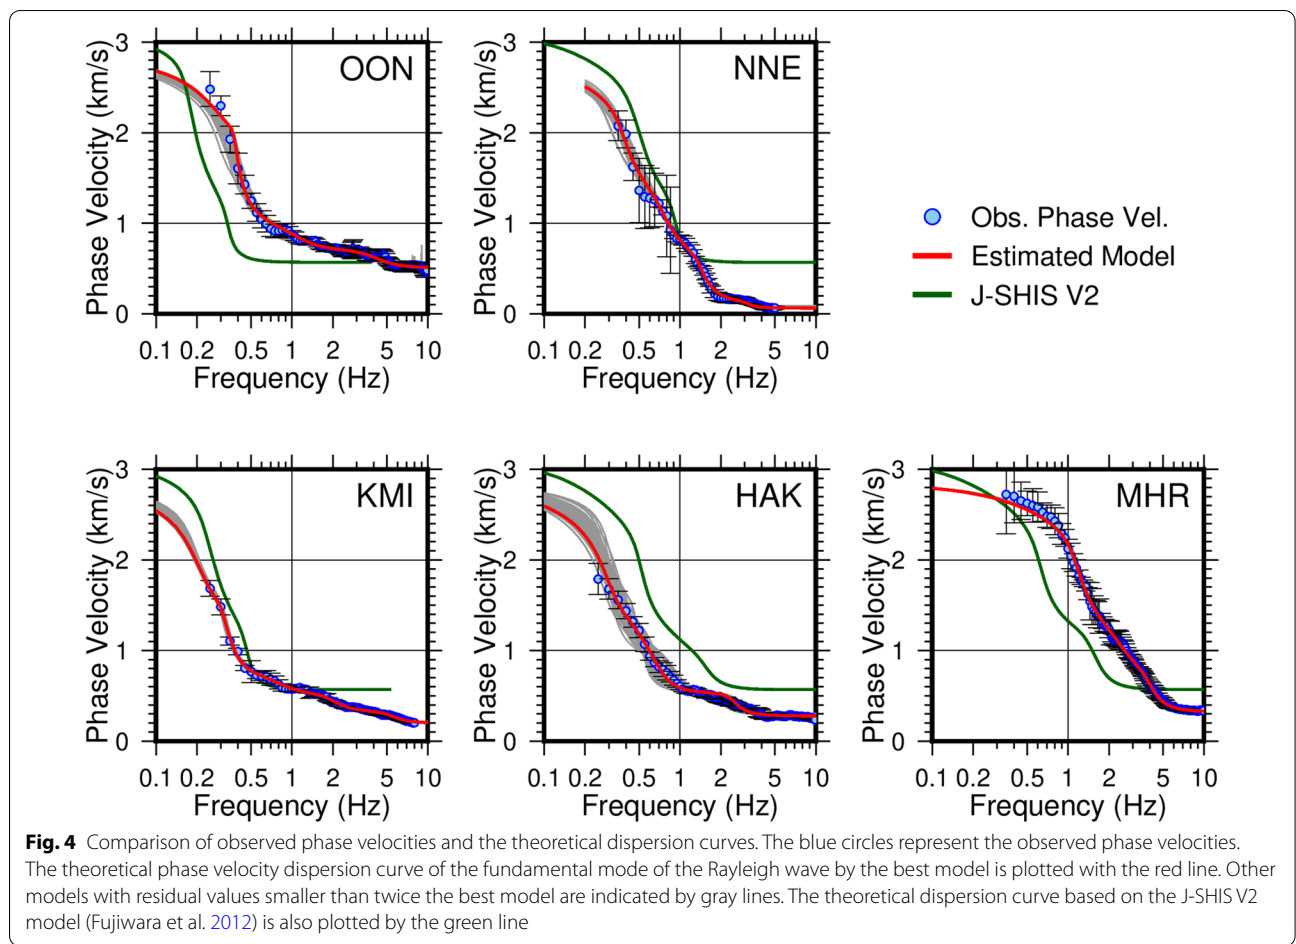 OON
Phase Velocity (km/s)
3
2
1
0
0.1 0.2 0.5 1 2 5 10
Frequency (Hz)
NNE
Phase Velocity (km/s)
3
2
1
0
0.1 0.2 0.5 1 2 5 10
Frequency (Hz)
Obs. Phase Vel.
Estimated Model
J-SHIS V2
KMI
Phase Velocity (km/s)
3
2
1
0
0.1 0.2 0.5 1 2 5 10
Frequency (Hz)
HAK
Phase Velocity (km/s)
3
2
1
0
0.1 0.2 0.5 1 2 5 10
Frequency (Hz)
MHR
Phase Velocity (km/s)
3
2
1
0
0.1 0.2 0.5 1 2 5 10
Frequency (Hz)
Fig. 4 Comparison of observed phase velocities and the theoretical dispersion curves. The blue circles represent the observed phase velocities.
The theoretical phase velocity dispersion curve of the fundamental mode of the Rayleigh wave by the best model is plotted with the red line. Other
models with residual values smaller than twice the best model are indicated by gray lines. The theoretical dispersion curve based on the J-SHIS V2
model (Fujiwara et al. 2012) is also plotted by the green line